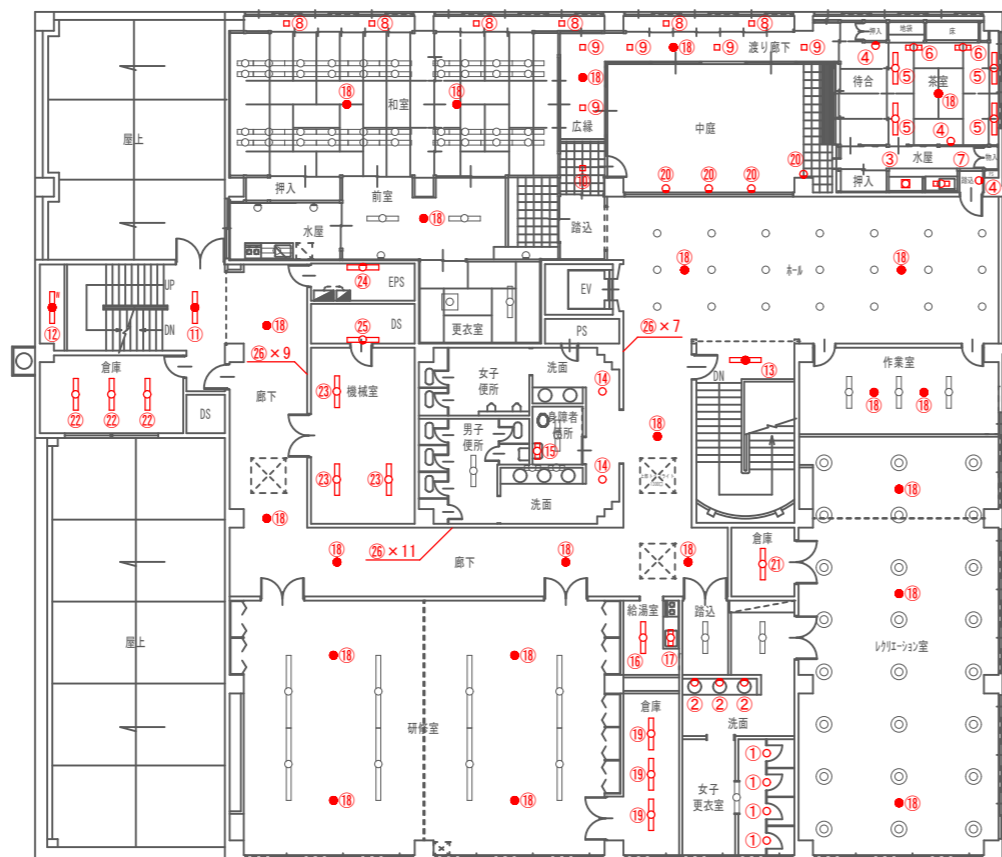 ⑧ ⑧ ⑧ ⑧ ⑧ ⑧
押入 地袋 床
⑨ ⑨ ⑱ ⑨ 渡り廊下 ⑨
④ ⑥ ⑥
⑱ ⑤ ⑤
待合 茶室
⑱ 和室 ⑱ ⑨ ⑱
屋上 広縁 中庭 ⑤ ⑤
④
水屋
③ ⑦ 物入
⑩ ⑳ ⑳ ⑳ ⑳
押入 押入 踏込 ④
前室
水屋 ⑱ 踏込
⑱ ホール ⑱
㉔ EPS
UP EV
⑫ W ⑪ DN
⑱ ㉕ DS 更衣室 PS
㉖×9 ㉖×7
倉庫 洗面 DN ⑬ 作業室
女子
便所
廊下 ㉓ 機械室 ⑭ ⑱ ⑱
㉒ ㉒ ㉒ DS
男子
便所
身障者
便所
⑱
⑮
㉓ ㉓ ⑭
洗面 ⑱
⑱
㉖×11 倉庫
⑱ 廊下 ⑱ ⑱ ㉑
⑱
給湯室 踏込
屋上 レクリエーション室
⑱ ⑱ ⑯ ⑰
② ② ②
倉庫 洗面
研修室 ⑲
⑲ ①
女子
更衣室
①
⑱ ⑱ ⑲ ① ⑱
①